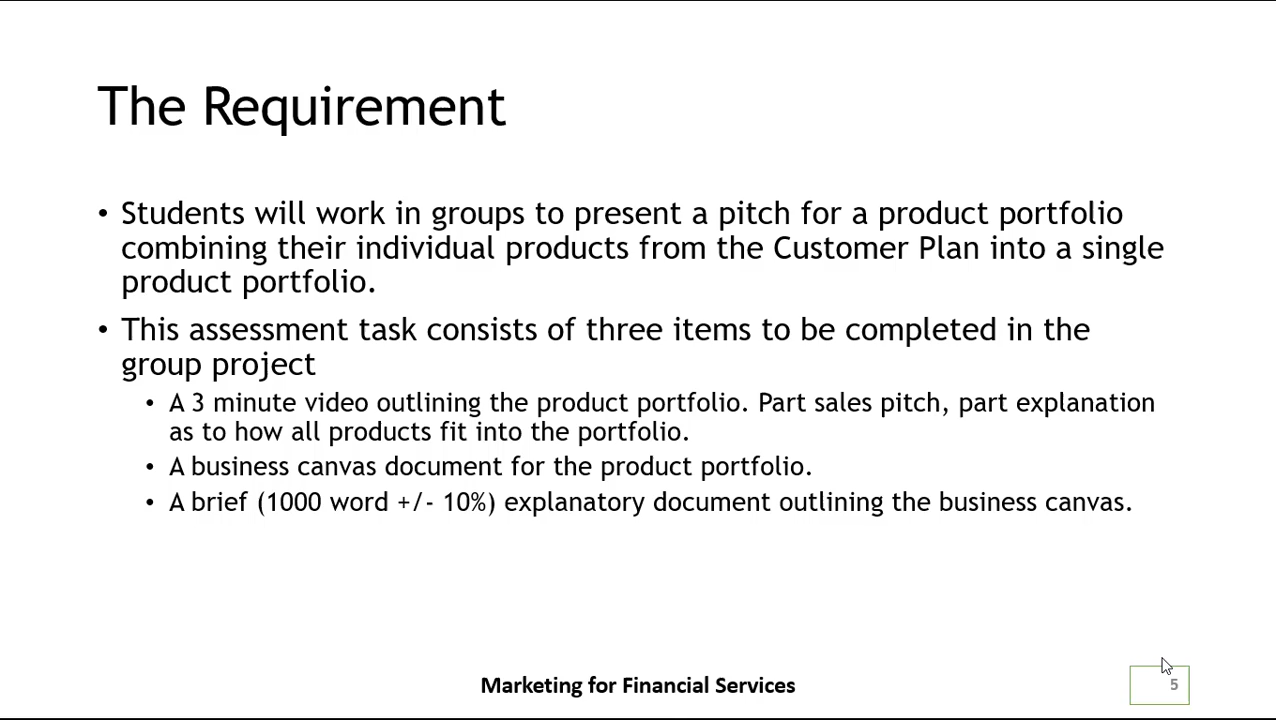 The Requirement
• Students will work in groups to present a pitch for a product portfolio
combining their individual products from the Customer Plan into a single
product portfolio.
• This assessment task consists of three items to be completed in the
group project
• A 3 minute video outlining the product portfolio. Part sales pitch, part explanation
as to how all products fit into the portfolio.
• A business canvas document for the product portfolio.
• A brief (1000 word +/- 10%) explanatory document outlining the business canvas.
Marketing for Financial Services
5